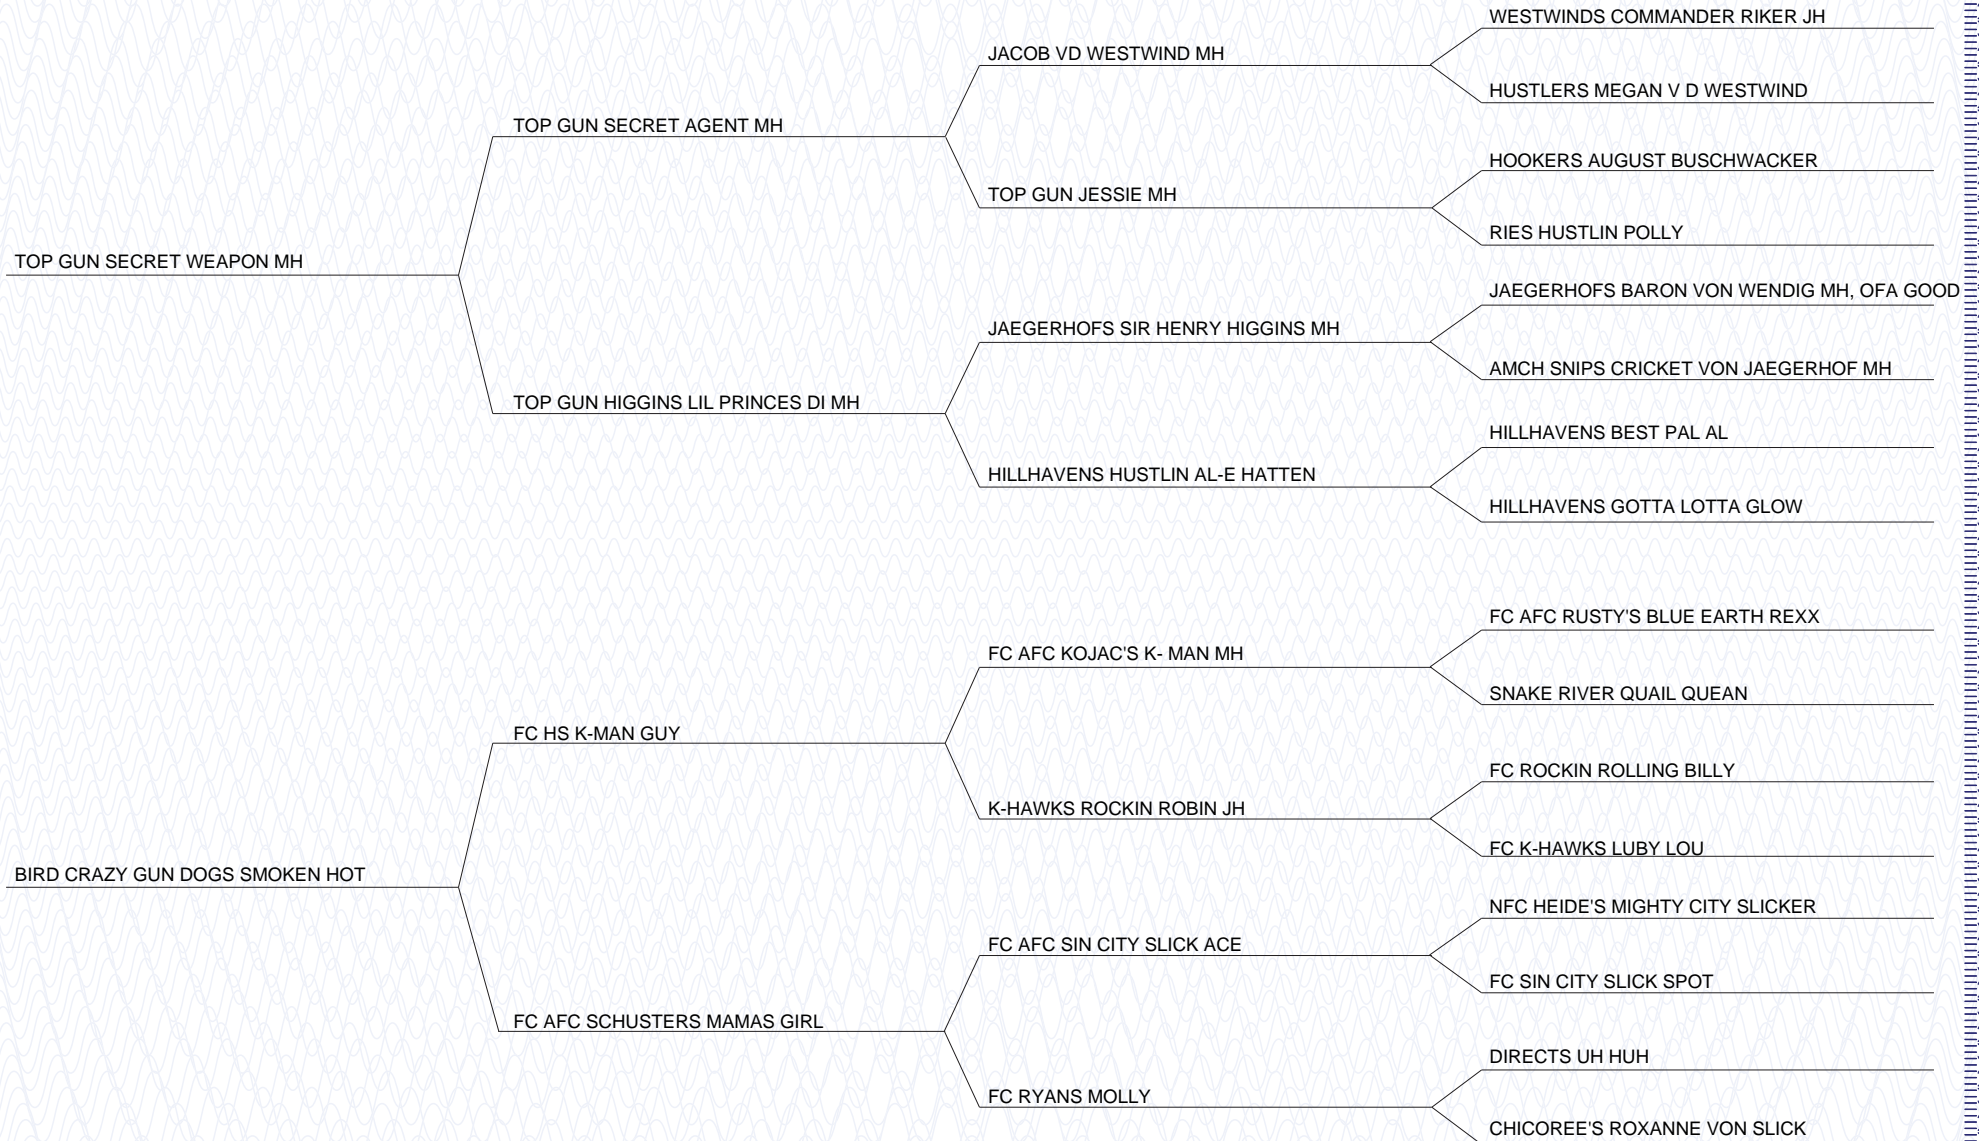 WESTWINDS COMMANDER RIKER JH
JACOB VD WESTWIND MH
HUSTLERS MEGAN V D WESTWIND
TOP GUN SECRET AGENT MH
HOOKERS AUGUST BUSCHWACKER
TOP GUN JESSIE MH
RIES HUSTLIN POLLY
TOP GUN SECRET WEAPON MH
JAEGERHOFS BARON VON WENDIG MH, OFA GOOD
JAEGERHOFS SIR HENRY HIGGINS MH
AMCH SNIPS CRICKET VON JAEGERHOF MH
TOP GUN HIGGINS LIL PRINCES DI MH
HILLHAVENS BEST PAL AL
HILLHAVENS HUSTLIN AL-E HATTEN
HILLHAVENS GOTTA LOTTA GLOW
FC AFC RUSTY'S BLUE EARTH REXX
FC AFC KOJAC'S K- MAN MH
SNAKE RIVER QUAIL QUEAN
FC HS K-MAN GUY
FC ROCKIN ROLLING BILLY
K-HAWKS ROCKIN ROBIN JH
FC K-HAWKS LUBY LOU
BIRD CRAZY GUN DOGS SMOKEN HOT
NFC HEIDE'S MIGHTY CITY SLICKER
FC AFC SIN CITY SLICK ACE
FC SIN CITY SLICK SPOT
FC AFC SCHUSTERS MAMAS GIRL
DIRECTS UH HUH
FC RYANS MOLLY
CHICOREE'S ROXANNE VON SLICK